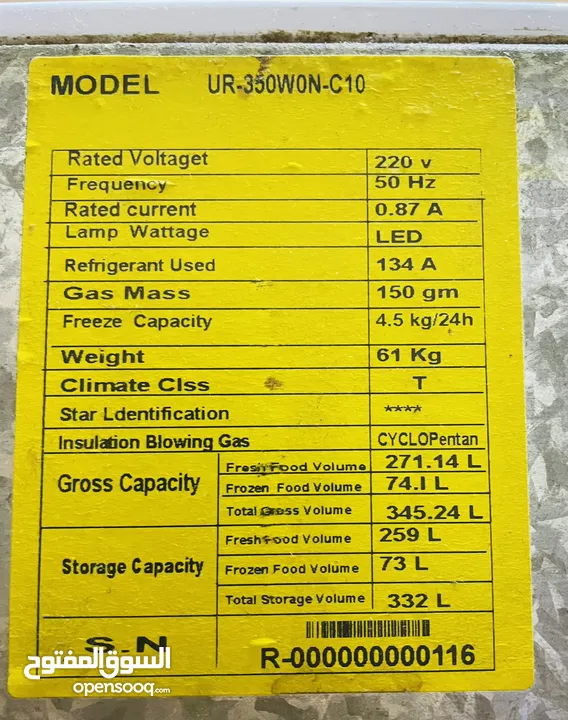 MODEL UR-350W0N-C10
Rated Voltaget 220 v
Frequency 50 Hz
Rated current 0.87 A
Lamp Wattage LED
Refrigerant Used 134 A
Gas Mass 150 gm
Freeze Capacity 4.5 kg/24h
Weight 61 Kg
Climate Clss T
Star Ldentification ****
Insulation Blowing Gas CYCLOPentan
Gross Capacity Fresh Food Volume 271.14 L
Frozen Food Volume 74.I L
Total Gross Volume 345.24 L
Storage Capacity Fresh Food Volume 259 L
Frozen Food Volume 73 L
Total Storage Volume 332 L
S-N R-000000000116
السوق المفتوح
opensooq.com